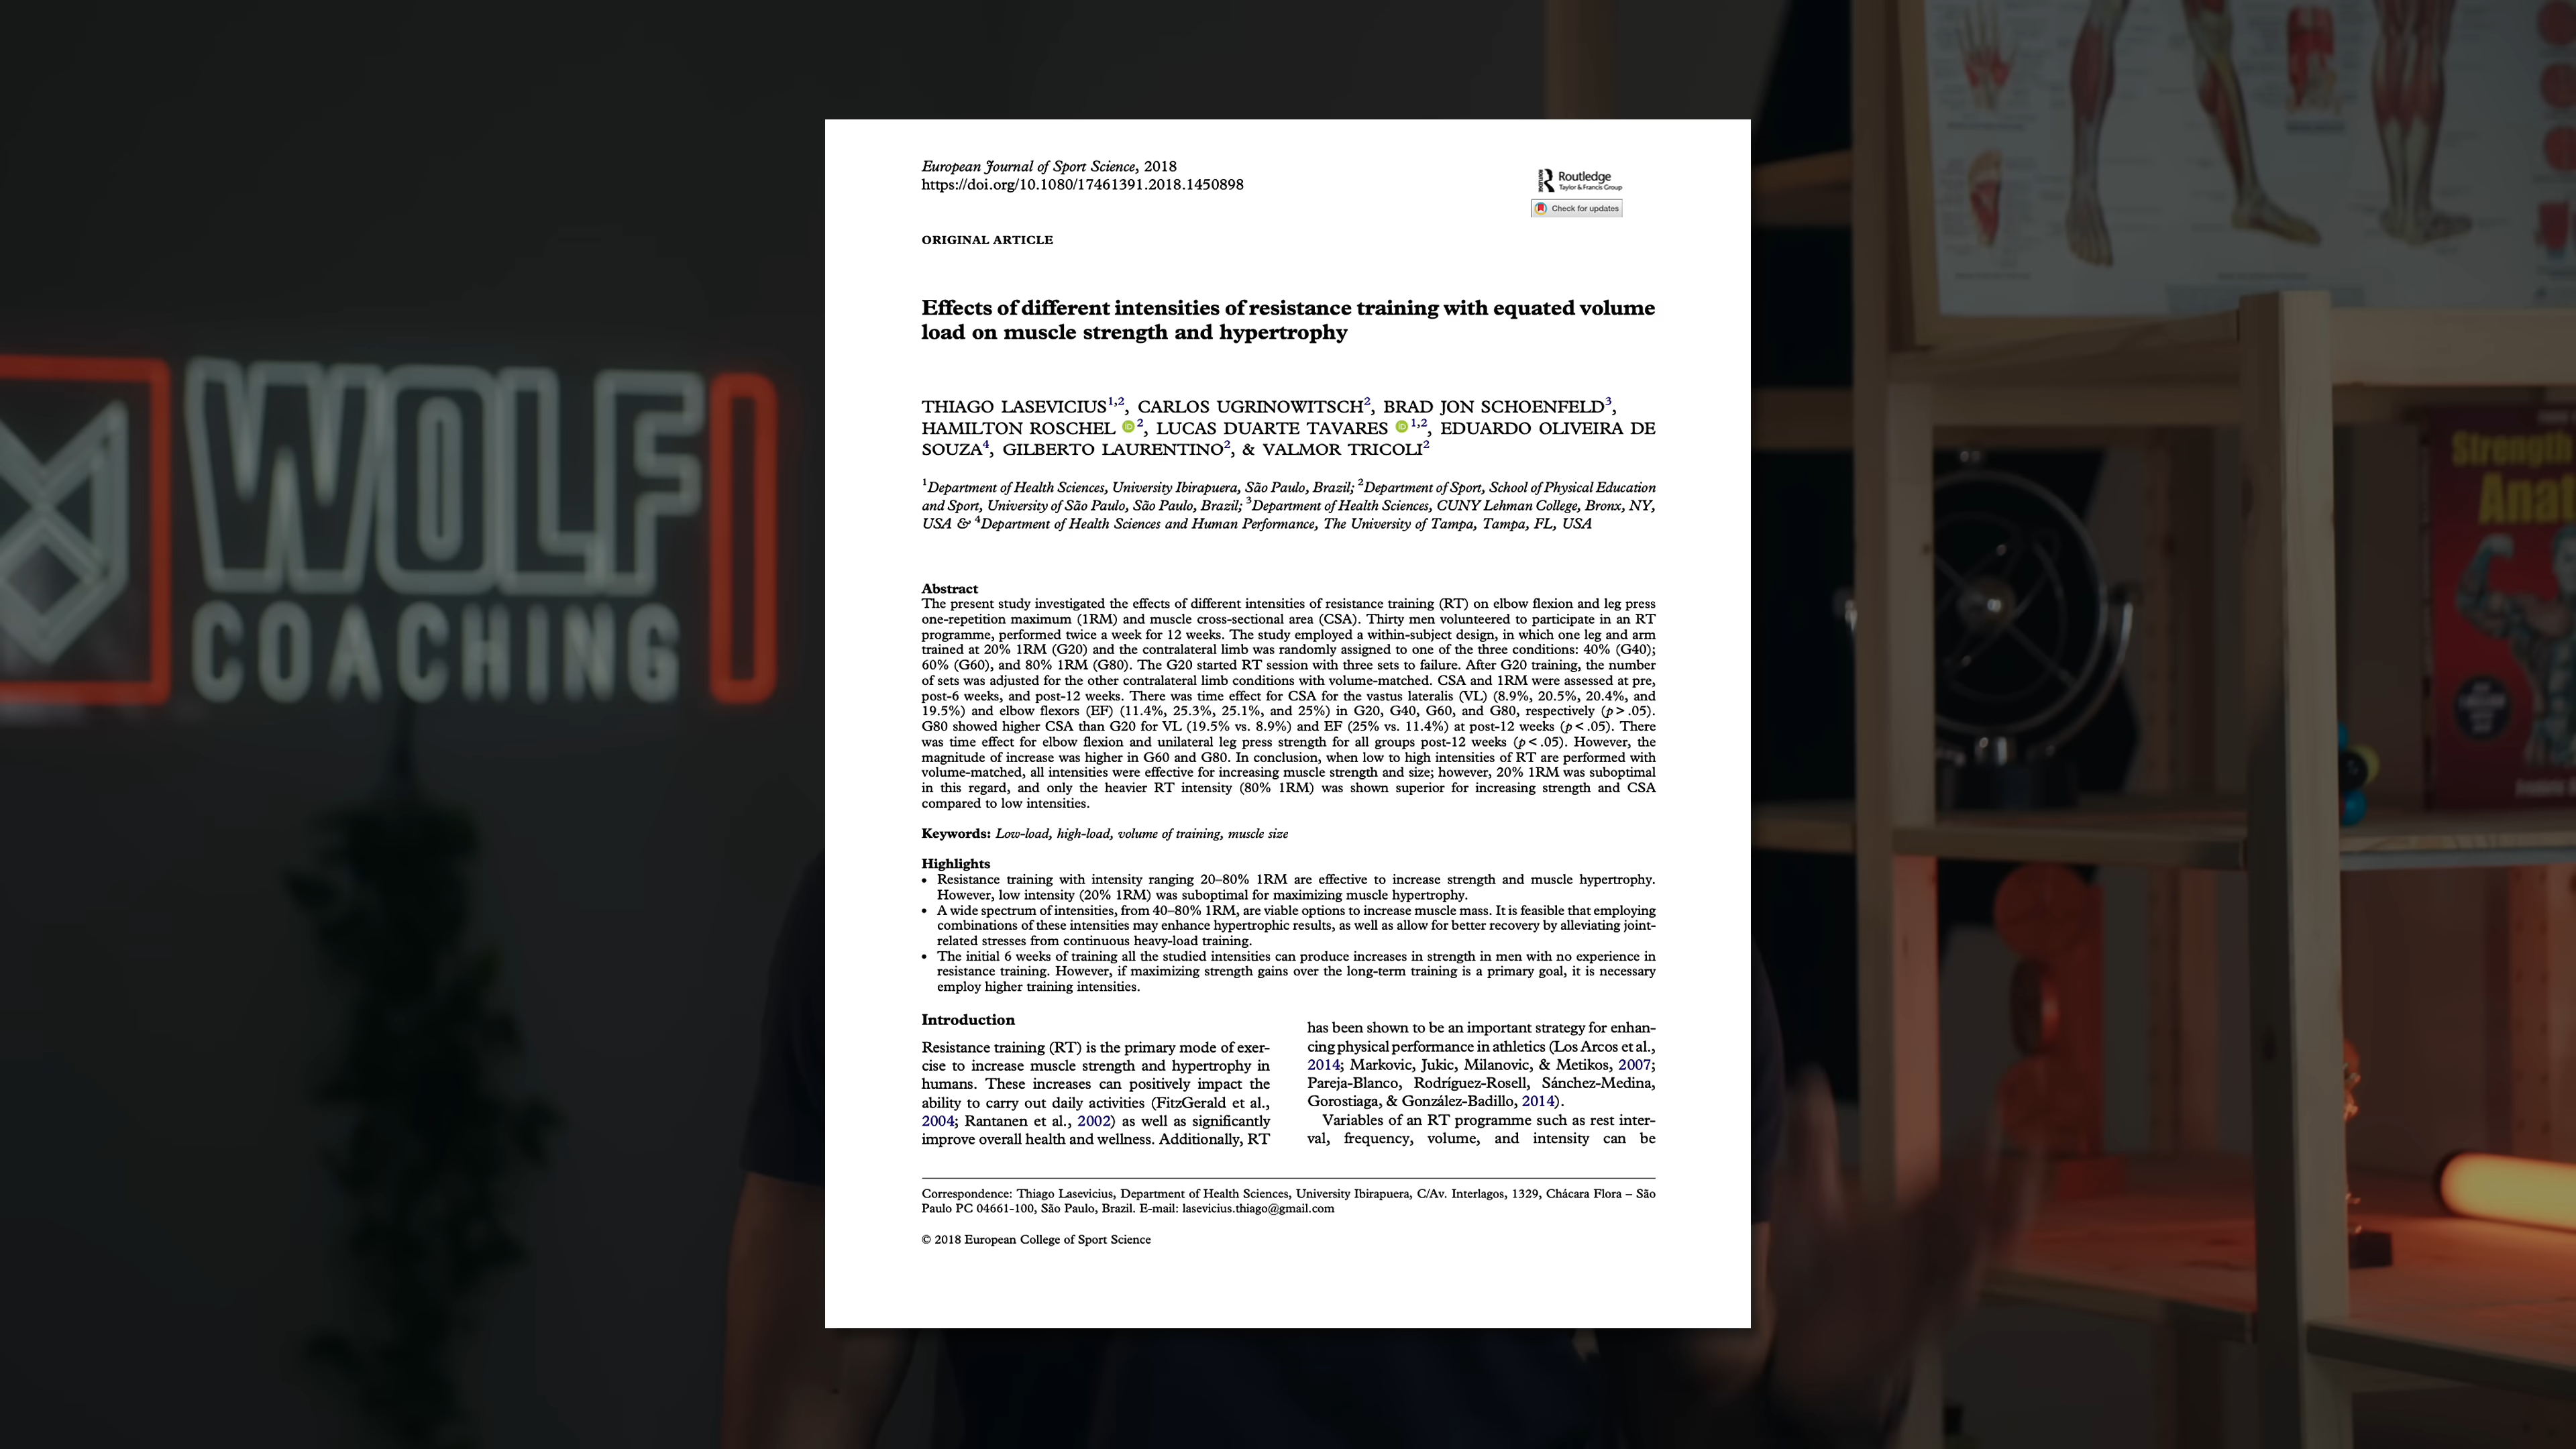 WOLF
COACHING
European Journal of Sport Science, 2018
https://doi.org/10.1080/17461391.2018.1450898
Routledge
Taylor & Francis Group
Check for updates
ORIGINAL ARTICLE
Effects of different intensities of resistance training with equated volume
load on muscle strength and hypertrophy
THIAGO LASEVICIUS1,2, CARLOS UGRINOWITSCH2, BRAD JON SCHOENFELD3,
HAMILTON ROSCHEL iD 2, LUCAS DUARTE TAVARES iD 1,2, EDUARDO OLIVEIRA DE
SOUZA4, GILBERTO LAURENTINO2, & VALMOR TRICOLI2
1Department of Health Sciences, University Ibirapuera, São Paulo, Brazil; 2Department of Sport, School of Physical Education
and Sport, University of São Paulo, São Paulo, Brazil; 3Department of Health Sciences, CUNY Lehman College, Bronx, NY,
USA & 4Department of Health Sciences and Human Performance, The University of Tampa, Tampa, FL, USA
Abstract
The present study investigated the effects of different intensities of resistance training (RT) on elbow flexion and leg press
one-repetition maximum (1RM) and muscle cross-sectional area (CSA). Thirty men volunteered to participate in an RT
programme, performed twice a week for 12 weeks. The study employed a within-subject design, in which one leg and arm
trained at 20% 1RM (G20) and the contralateral limb was randomly assigned to one of the three conditions: 40% (G40);
60% (G60), and 80% 1RM (G80). The G20 started RT session with three sets to failure. After G20 training, the number
of sets was adjusted for the other contralateral limb conditions with volume-matched. CSA and 1RM were assessed at pre,
post-6 weeks, and post-12 weeks. There was time effect for CSA for the vastus lateralis (VL) (8.9%, 20.5%, 20.4%, and
19.5%) and elbow flexors (EF) (11.4%, 25.3%, 25.1%, and 25%) in G20, G40, G60, and G80, respectively (p > .05).
G80 showed higher CSA than G20 for VL (19.5% vs. 8.9%) and EF (25% vs. 11.4%) at post-12 weeks (p < .05). There
was time effect for elbow flexion and unilateral leg press strength for all groups post-12 weeks (p < .05). However, the
magnitude of increase was higher in G60 and G80. In conclusion, when low to high intensities of RT are performed with
volume-matched, all intensities were effective for increasing muscle strength and size; however, 20% 1RM was suboptimal
in this regard, and only the heavier RT intensity (80% 1RM) was shown superior for increasing strength and CSA
compared to low intensities.
Keywords: Low-load, high-load, volume of training, muscle size
Highlights
• Resistance training with intensity ranging 20–80% 1RM are effective to increase strength and muscle hypertrophy.
However, low intensity (20% 1RM) was suboptimal for maximizing muscle hypertrophy.
• A wide spectrum of intensities, from 40–80% 1RM, are viable options to increase muscle mass. It is feasible that employing
combinations of these intensities may enhance hypertrophic results, as well as allow for better recovery by alleviating joint-
related stresses from continuous heavy-load training.
• The initial 6 weeks of training all the studied intensities can produce increases in strength in men with no experience in
resistance training. However, if maximizing strength gains over the long-term training is a primary goal, it is necessary
employ higher training intensities.
Introduction
Resistance training (RT) is the primary mode of exer-
cise to increase muscle strength and hypertrophy in
humans. These increases can positively impact the
ability to carry out daily activities (FitzGerald et al.,
2004; Rantanen et al., 2002) as well as significantly
improve overall health and wellness. Additionally, RT
has been shown to be an important strategy for enhan-
cing physical performance in athletics (Los Arcos et al.,
2014; Markovic, Jukic, Milanovic, & Metikos, 2007;
Pareja-Blanco, Rodríguez-Rosell, Sánchez-Medina,
Gorostiaga, & González-Badillo, 2014).
Variables of an RT programme such as rest inter-
val, frequency, volume, and intensity can be
Correspondence: Thiago Lasevicius, Department of Health Sciences, University Ibirapuera, C/Av. Interlagos, 1329, Chácara Flora – São
Paulo PC 04661-100, São Paulo, Brazil. E-mail: lasevicius.thiago@gmail.com
© 2018 European College of Sport Science
Strength
Anat